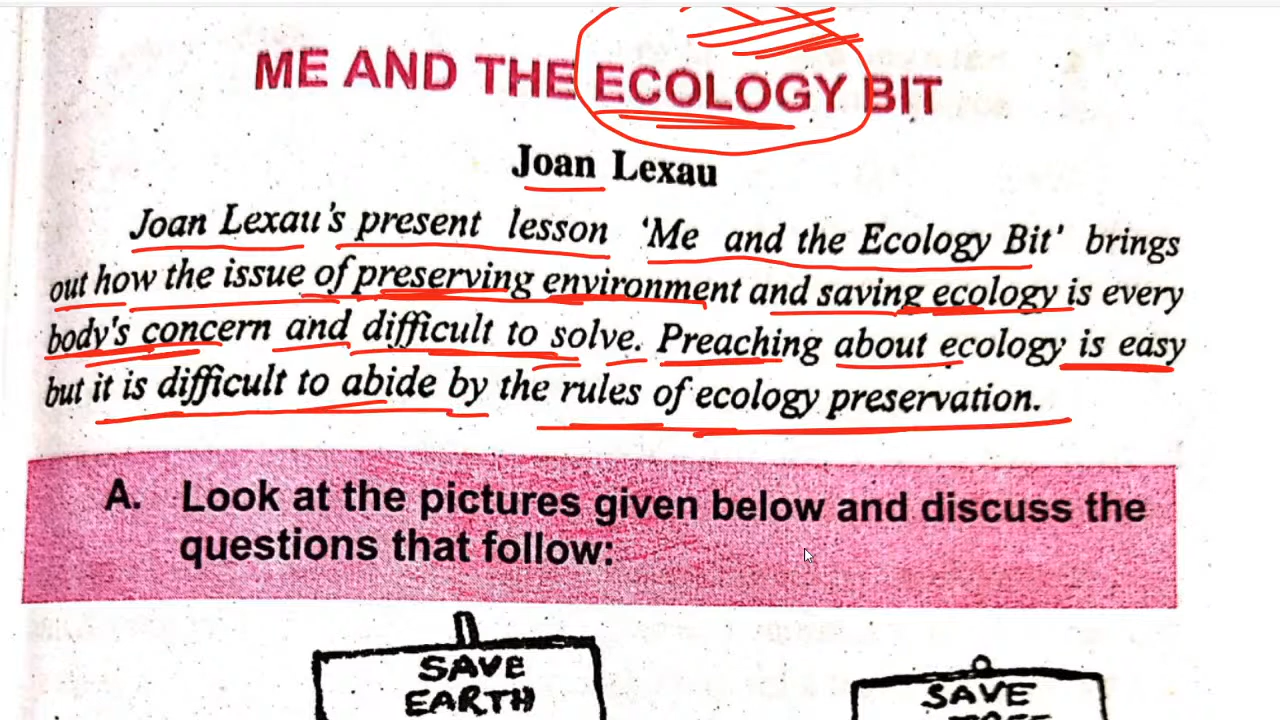 ME AND THE ECOLOGY BIT
Joan Lexau
Joan Lexau's present lesson 'Me and the Ecology Bit' brings
out how the issue of preserving environment and saving ecology is every
body's concern and difficult to solve. Preaching about ecology is easy
but it is difficult to abide by the rules of ecology preservation.
A. Look at the pictures given below and discuss the
questions that follow:
SAVE
EARTH
SAVE